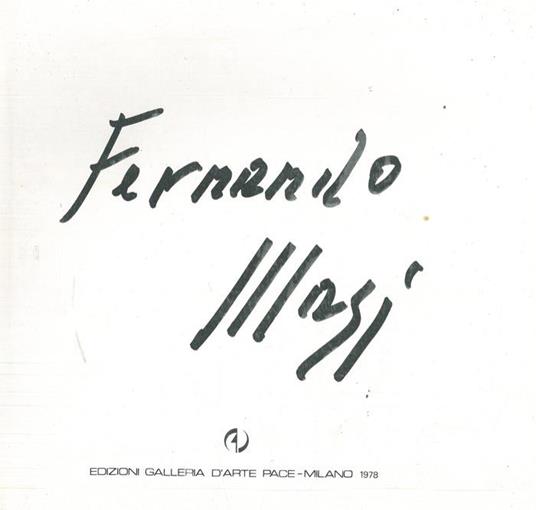 Fernando
Masi
EDIZIONI GALLERIA D'ARTE PACE-MILANO 1978